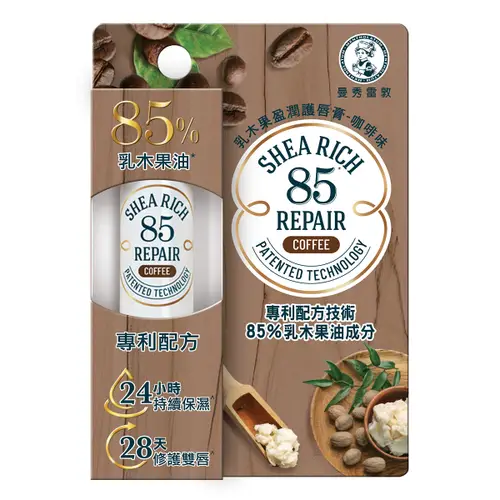 85%
乳木果油*
SHEA RICH
85
REPAIR
COFFEE
PATENTED TECHNOLOGY
專利配方
24小時
持續保濕^
28天
修護雙唇^
曼秀雷敦
乳木果盈潤護唇膏-咖啡味
SHEA RICH
85
REPAIR
COFFEE
PATENTED TECHNOLOGY
專利配方技術
85%乳木果油成分